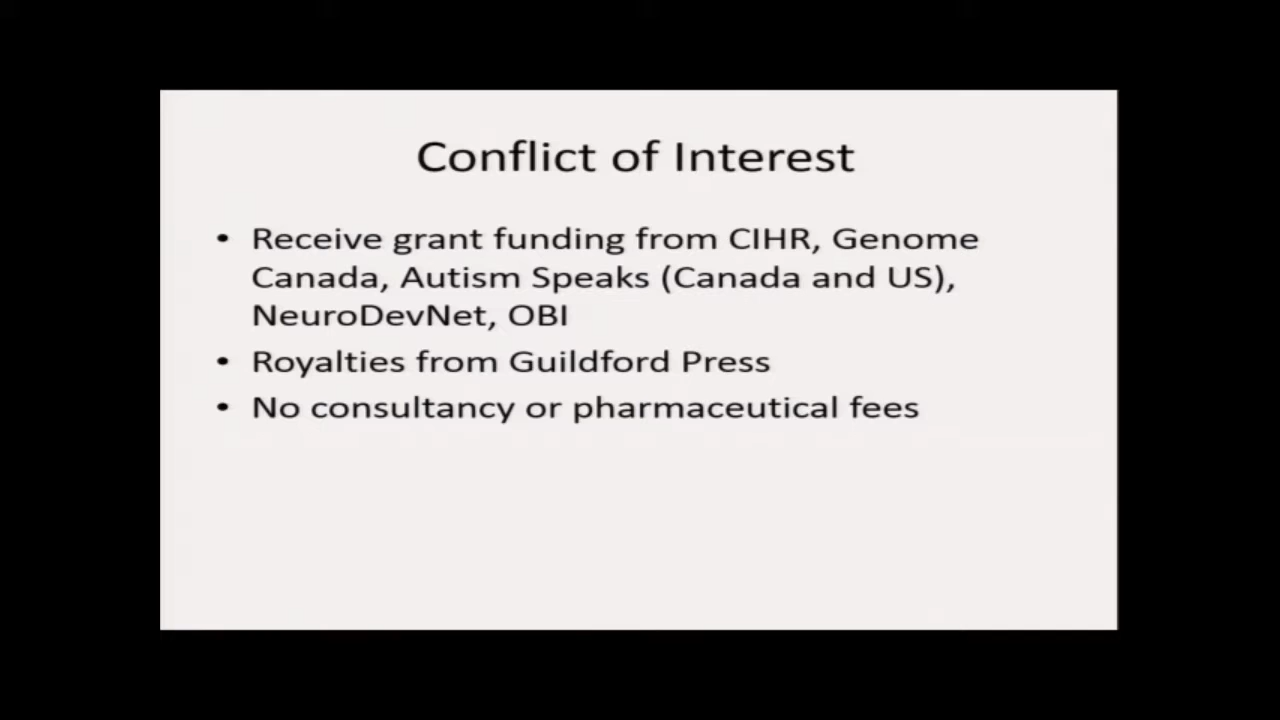 Conflict of Interest
• Receive grant funding from CIHR, Genome
Canada, Autism Speaks (Canada and US),
NeuroDevNet, OBI
• Royalties from Guildford Press
• No consultancy or pharmaceutical fees